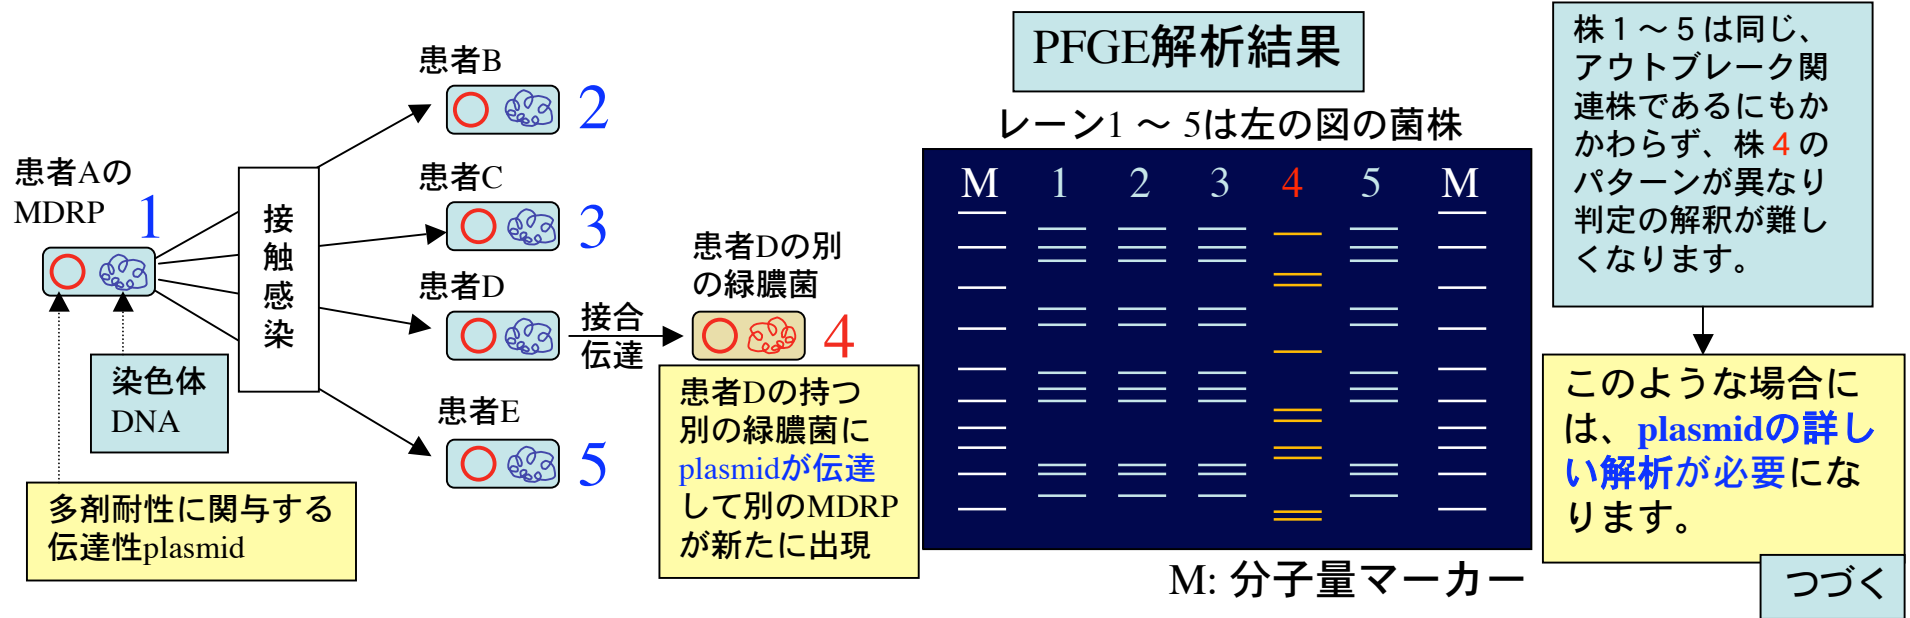 患者Aの
MDRP
1
染色体
DNA
多剤耐性に関与する
伝達性plasmid
接
触
感
染
患者B
2
患者C
3
患者D
患者E
5
接合
伝達
患者Dの別
の緑膿菌
4
患者Dの持つ
別の緑膿菌に
plasmidが伝達
して別のMDRP
が新たに出現
PFGE解析結果
レーン1 ～ 5は左の図の菌株
M 1 2 3 4 5 M
M: 分子量マーカー
株１～５は同じ、
アウトブレーク関
連株であるにもか
かわらず、株４の
パターンが異なり
判定の解釈が難し
くなります。
このような場合に
は、plasmidの詳し
い解析が必要にな
ります。
つづく